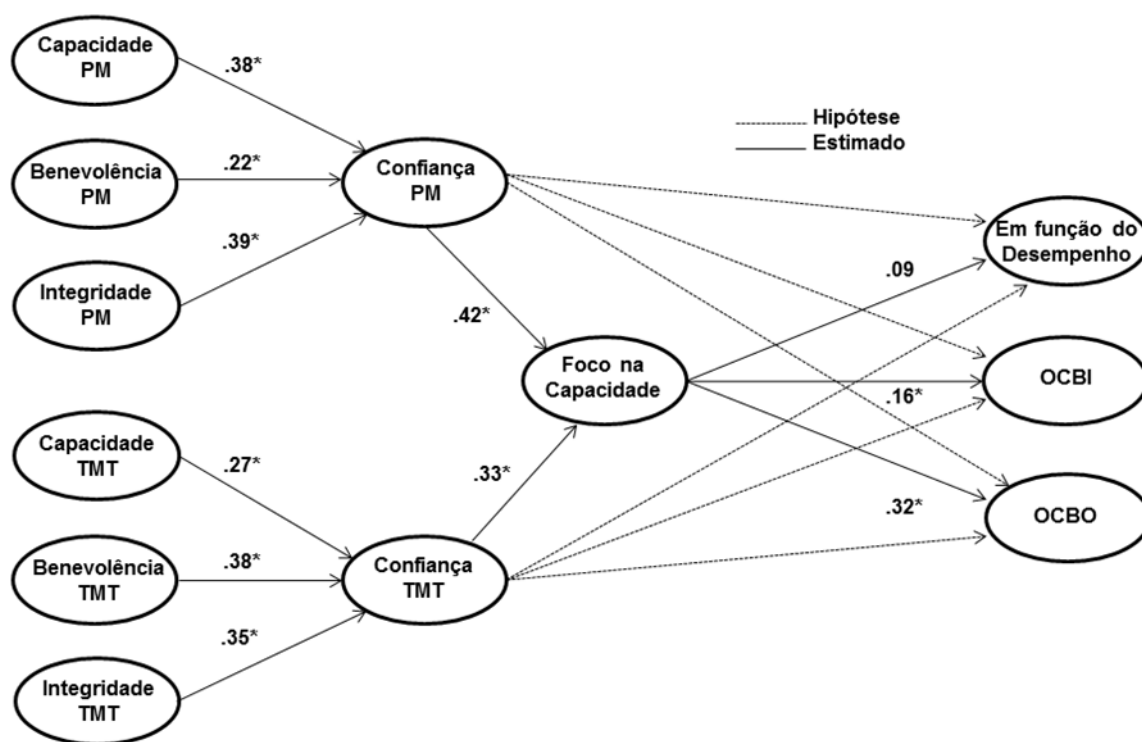 Capacidade
PM
.38*
Benevolência
PM
.22*
Confiança
PM
Integridade
PM
.39*
Hipótese
Estimado
Em função do
Desempenho
.09
.42*
Foco na
Capacidade
OCBI
.16*
Capacidade
TMT
.27*
.33*
OCBO
.32*
Benevolência
TMT
.38*
Confiança
TMT
.35*
Integridade
TMT